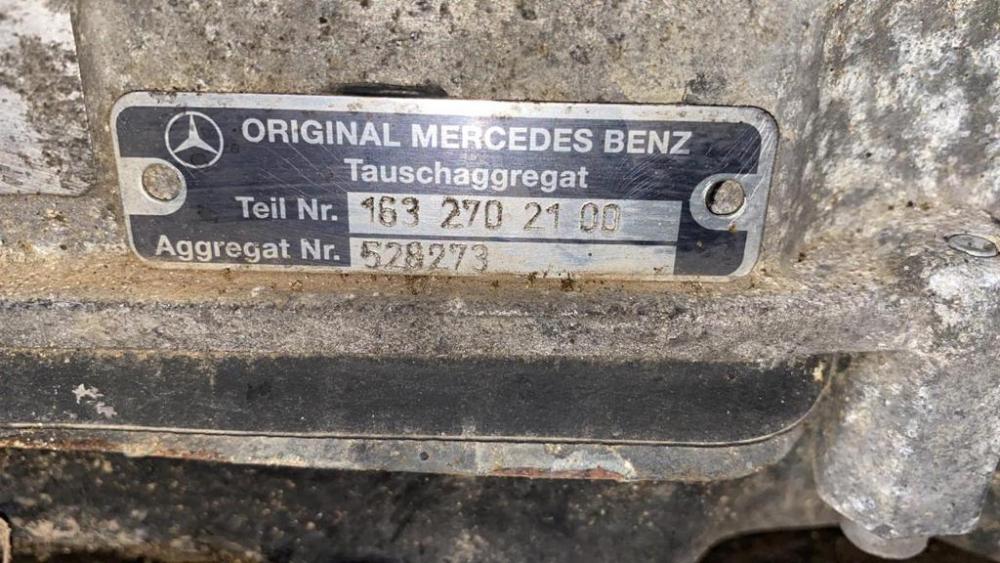 ORIGINAL MERCEDES BENZ
Tauschaggregat
Teil Nr. 163 270 21 00
Aggregat Nr. 528273